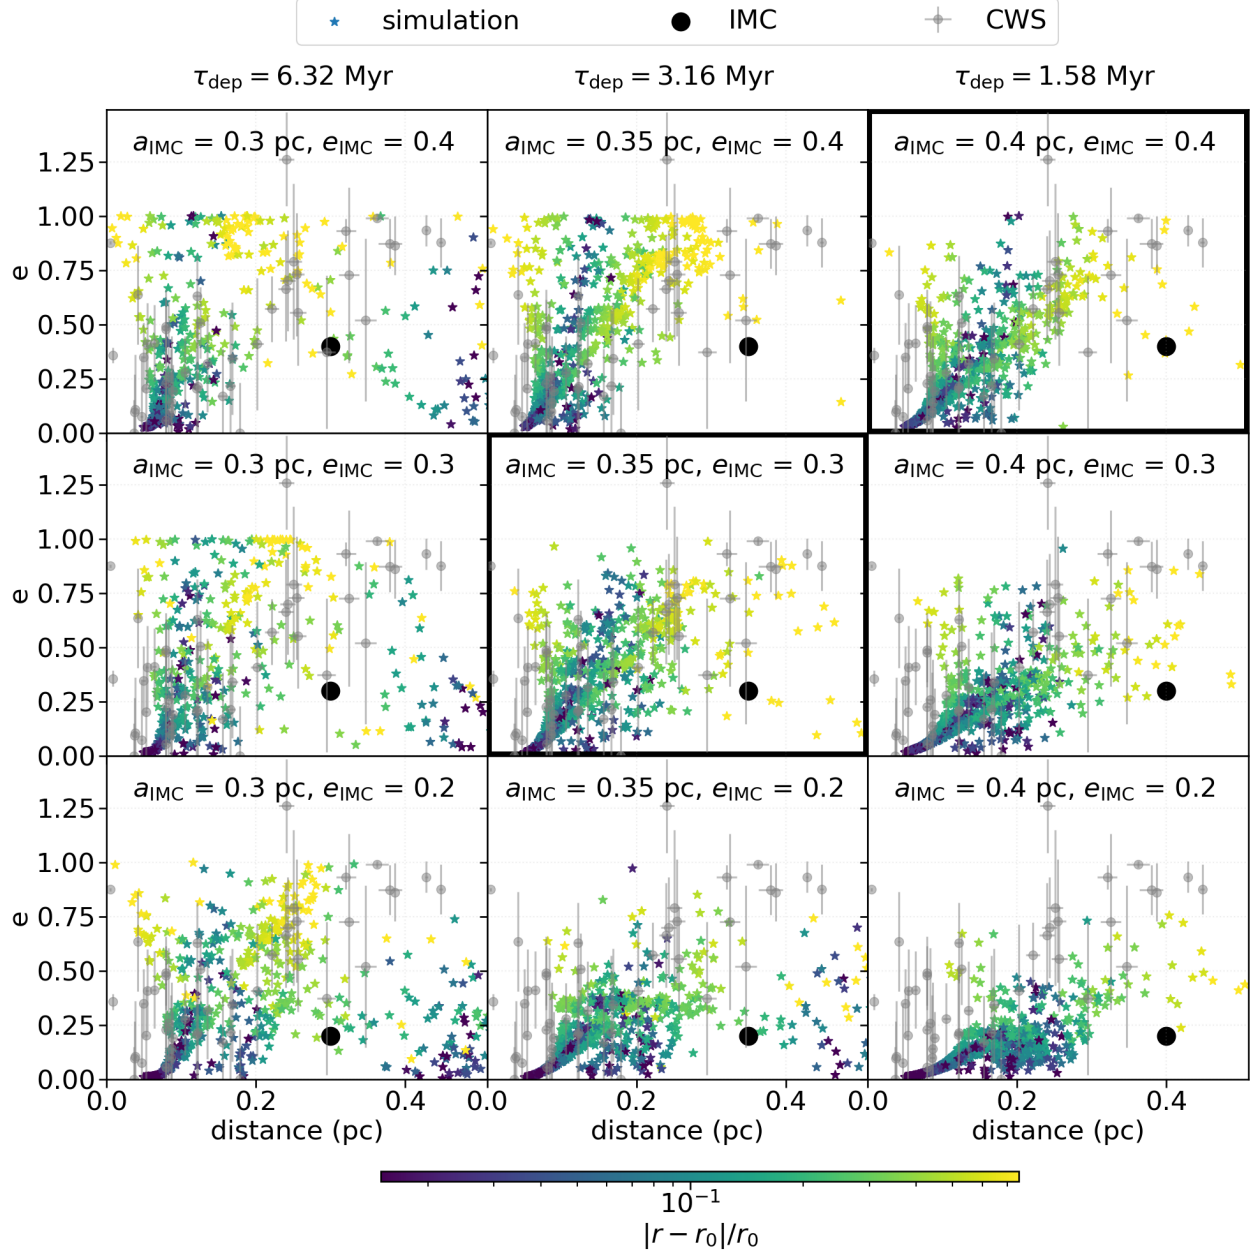 simulation IMC CWS
τdep = 6.32 Myr τdep = 3.16 Myr τdep = 1.58 Myr
aIMC = 0.3 pc, eIMC = 0.4 aIMC = 0.35 pc, eIMC = 0.4 aIMC = 0.4 pc, eIMC = 0.4
1.25
1.00
0.75
e
0.50
0.25
0.00
aIMC = 0.3 pc, eIMC = 0.3 aIMC = 0.35 pc, eIMC = 0.3 aIMC = 0.4 pc, eIMC = 0.3
1.25
1.00
0.75
e
0.50
0.25
0.00
aIMC = 0.3 pc, eIMC = 0.2 aIMC = 0.35 pc, eIMC = 0.2 aIMC = 0.4 pc, eIMC = 0.2
1.25
1.00
0.75
e
0.50
0.25
0.00
0.0 0.2 0.4 0.0 0.2 0.4 0.0 0.2 0.4
distance (pc) distance (pc) distance (pc)
10⁻¹
|r − r₀|/r₀